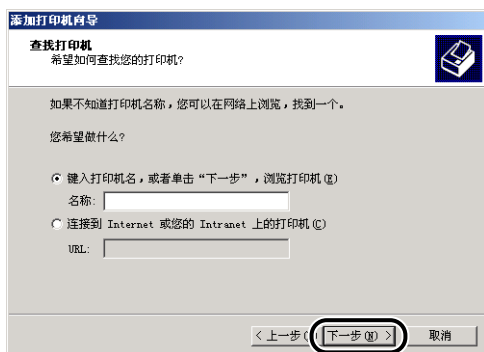 添加打印机向导
查找打印机
希望如何查找您的打印机?
如果不知道打印机名称,您可以在网络上浏览,找到一个。
您希望做什么?
键入打印机名,或者单击“下一步”,浏览打印机(E)
名称:
连接到 Internet 或您的 Intranet 上的打印机(C)
URL:
< 上一步( 下一步(N) > 取消